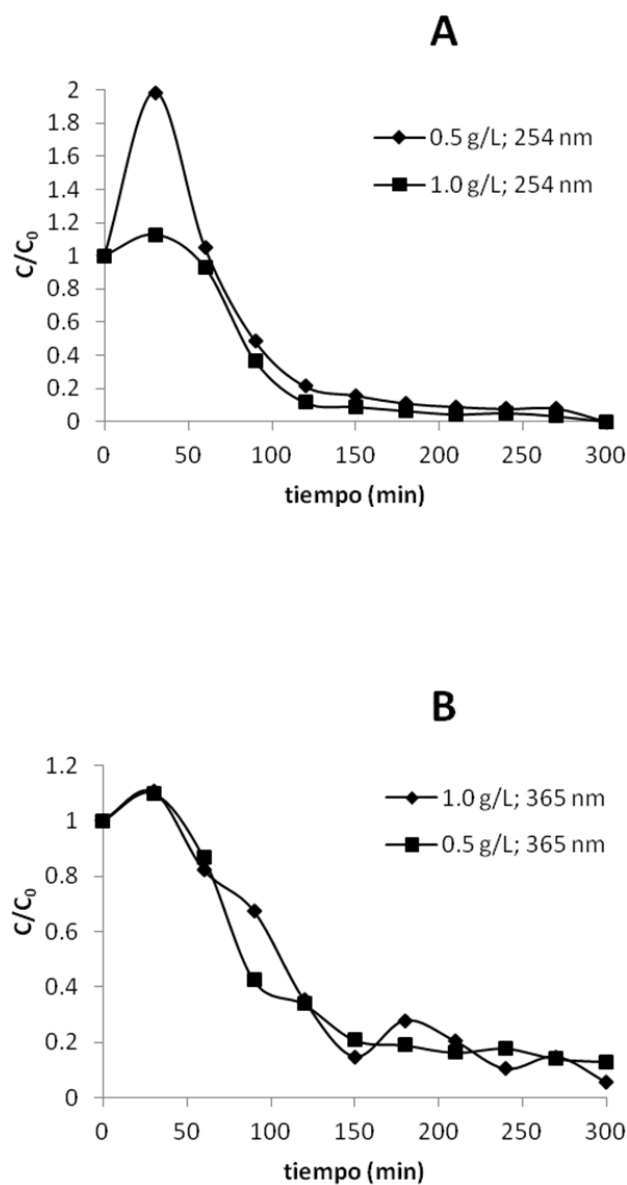 A
2
1.8
1.6
1.4
1.2
1
0.8
0.6
0.4
0.2
0
C/C0
0.5 g/L; 254 nm
1.0 g/L; 254 nm
0 50 100 150 200 250 300
tiempo (min)
B
1.2
1
0.8
0.6
0.4
0.2
0
C/C0
1.0 g/L; 365 nm
0.5 g/L; 365 nm
0 50 100 150 200 250 300
tiempo (min)